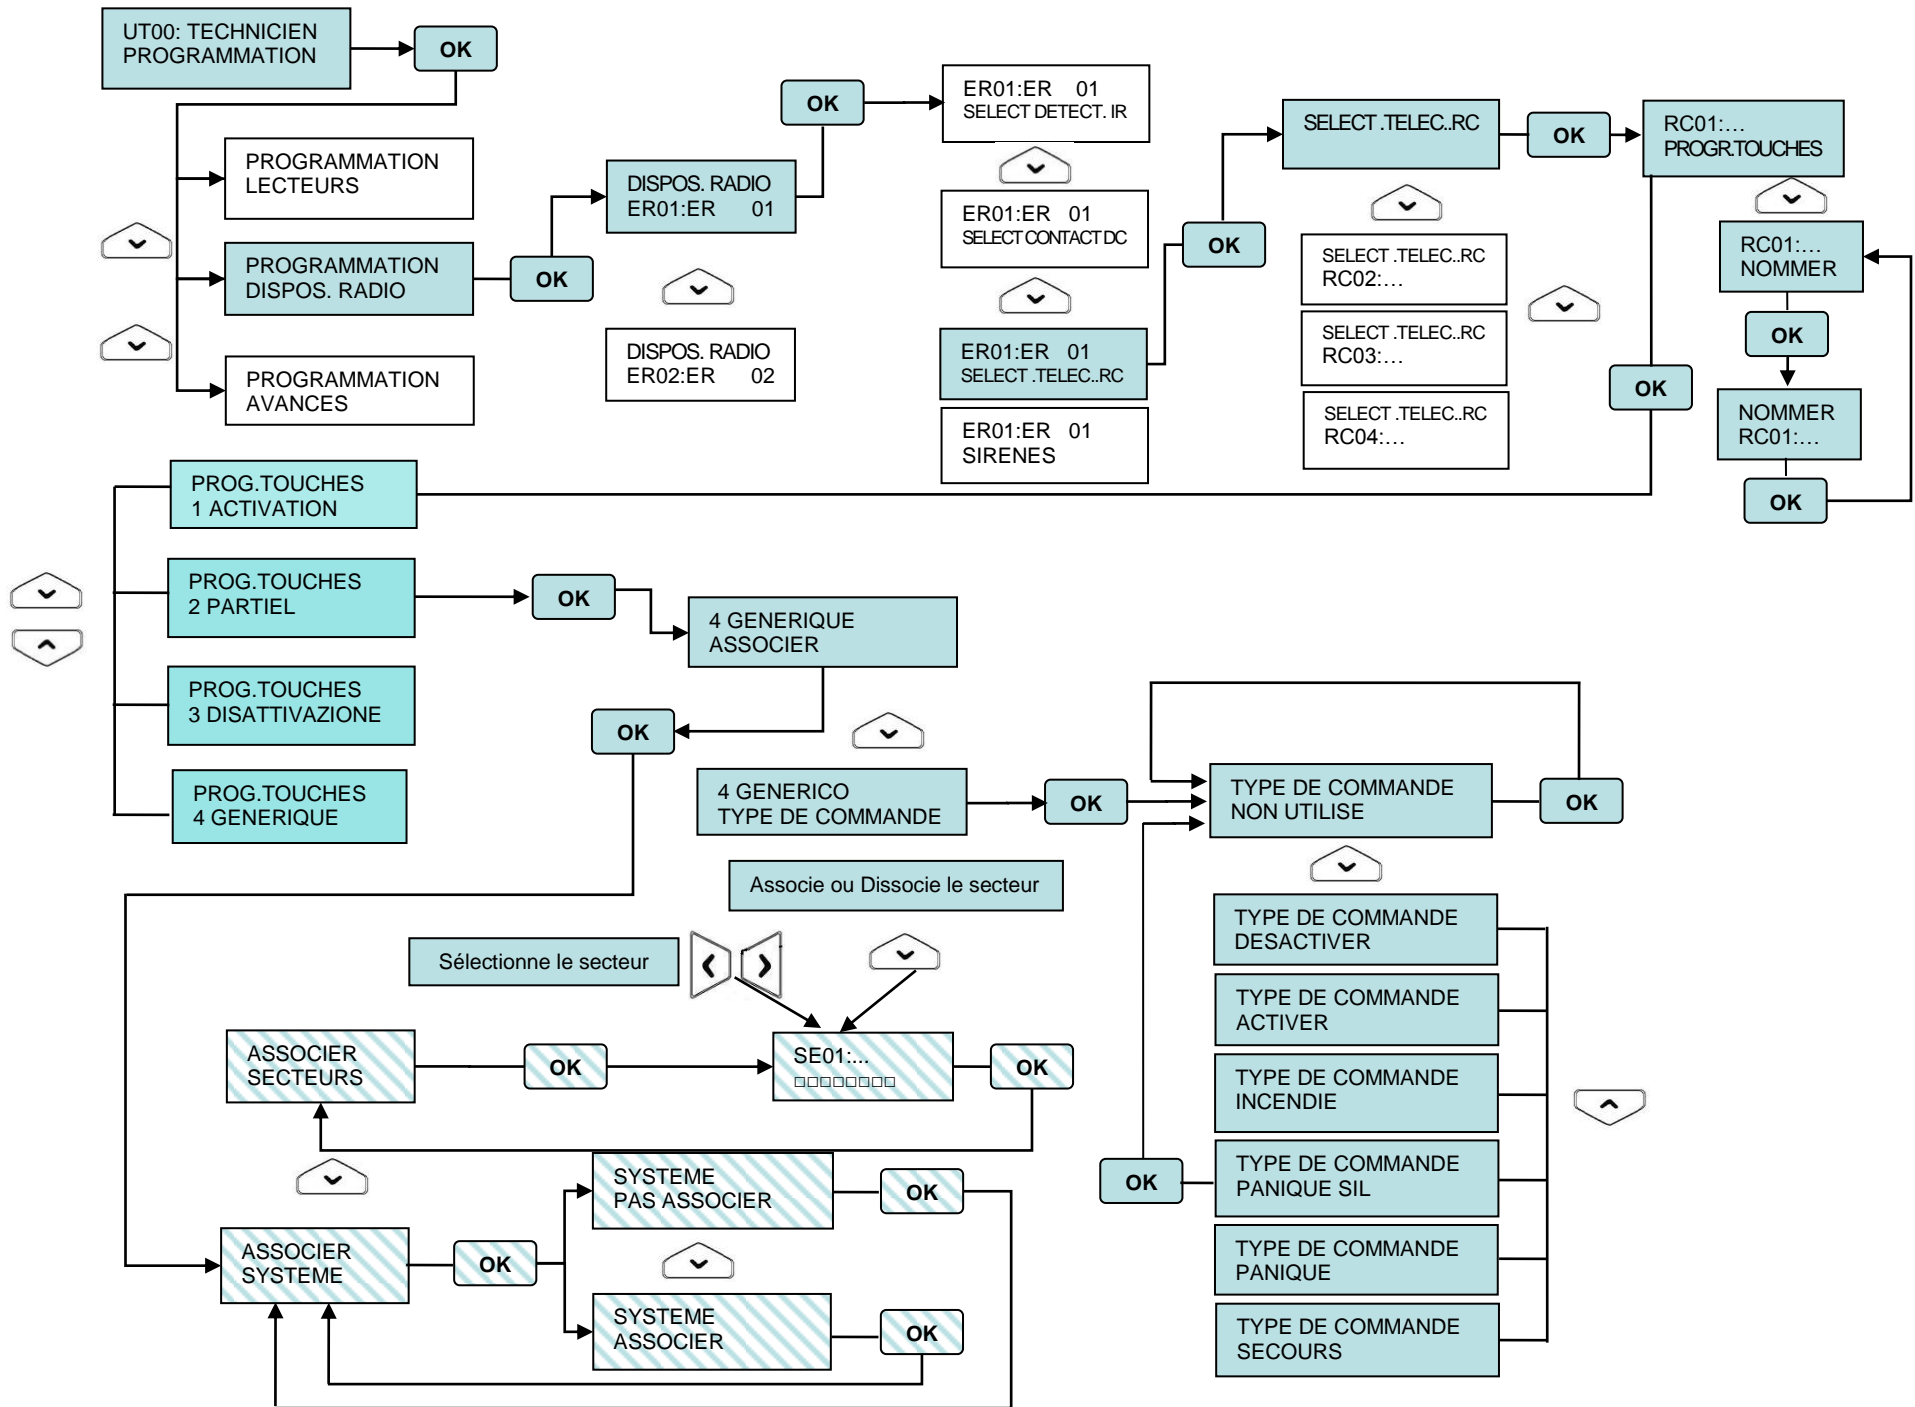 UT00: TECHNICIEN
PROGRAMMATION
OK
PROGRAMMATION
LECTEURS
PROGRAMMATION
DISPOS. RADIO
PROGRAMMATION
AVANCES
OK
DISPOS. RADIO
ER01:ER 01
DISPOS. RADIO
ER02:ER 02
OK
ER01:ER 01
SELECT DETECT. IR
ER01:ER 01
SELECT CONTACT DC
ER01:ER 01
SELECT .TELEC..RC
ER01:ER 01
SIRENES
OK
SELECT .TELEC..RC
SELECT .TELEC..RC
RC02:...
SELECT .TELEC..RC
RC03:...
SELECT .TELEC..RC
RC04:...
OK
RC01:...
PROGR.TOUCHES
RC01:...
NOMMER
OK
NOMMER
RC01:...
OK
OK
PROG.TOUCHES
1 ACTIVATION
PROG.TOUCHES
2 PARTIEL
PROG.TOUCHES
3 DISATTIVAZIONE
PROG.TOUCHES
4 GENERIQUE
OK
4 GENERIQUE
ASSOCIER
OK
4 GENERICO
TYPE DE COMMANDE
OK
TYPE DE COMMANDE
NON UTILISE
OK
TYPE DE COMMANDE
DESACTIVER
TYPE DE COMMANDE
ACTIVER
TYPE DE COMMANDE
INCENDIE
TYPE DE COMMANDE
PANIQUE SIL
TYPE DE COMMANDE
PANIQUE
TYPE DE COMMANDE
SECOURS
OK
Associe ou Dissocie le secteur
Sélectionne le secteur
ASSOCIER
SECTEURS
OK
SE01:...
□□□□□□□□
OK
ASSOCIER
SYSTEME
OK
SYSTEME
PAS ASSOCIER
OK
SYSTEME
ASSOCIER
OK